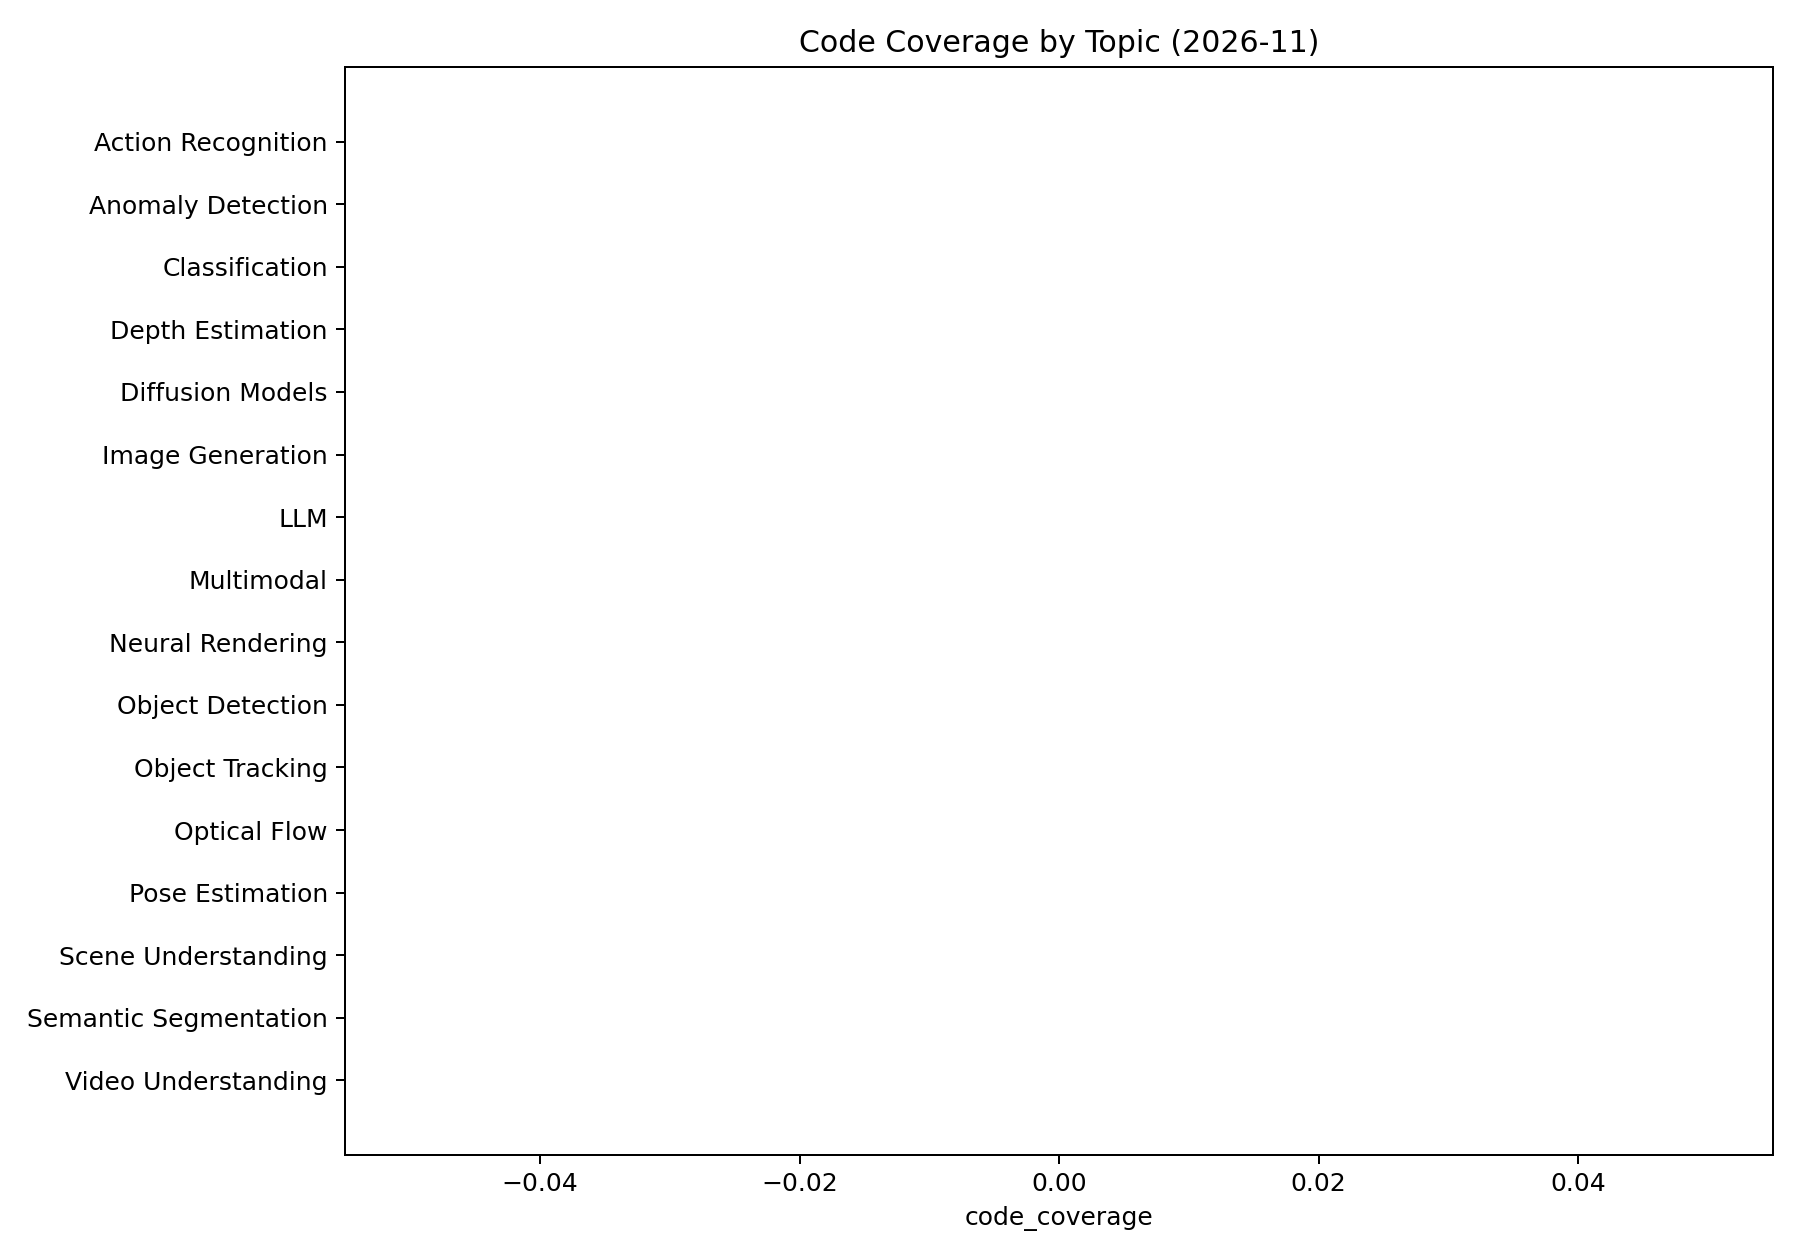 Code Coverage by Topic (2026-11)
Action Recognition
Anomaly Detection
Classification
Depth Estimation
Diffusion Models
Image Generation
LLM
Multimodal
Neural Rendering
Object Detection
Object Tracking
Optical Flow
Pose Estimation
Scene Understanding
Semantic Segmentation
Video Understanding
−0.04 −0.02 0.00 0.02 0.04
code_coverage